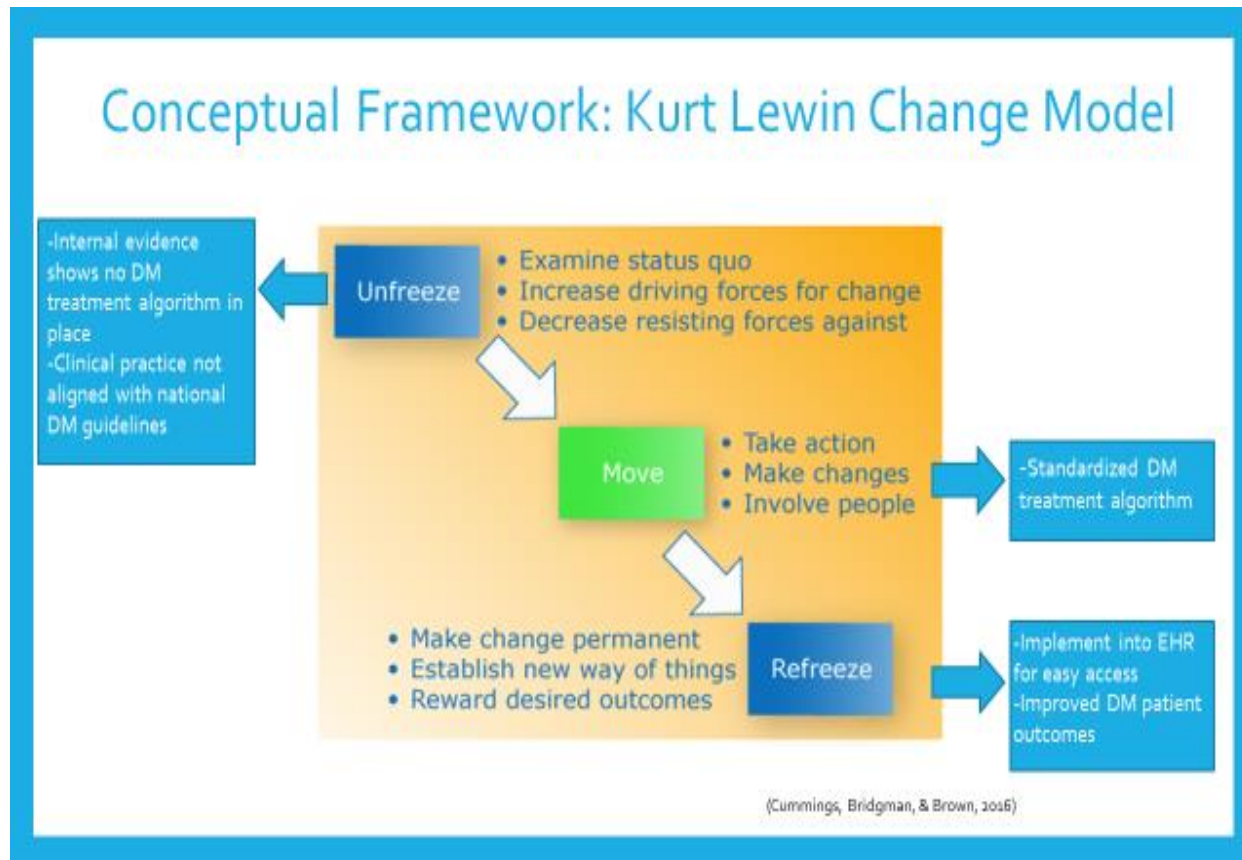 Conceptual Framework: Kurt Lewin Change Model
-Internal evidence
shows no DM
treatment algorithm in
place
-Clinical practice not
aligned with national
DM guidelines
Unfreeze
• Examine status quo
• Increase driving forces for change
• Decrease resisting forces against
Move
• Take action
• Make changes
• Involve people
-Standardized DM
treatment algorithm
• Make change permanent
• Establish new way of things
• Reward desired outcomes
Refreeze
-Implement into EHR
for easy access
-Improved DM patient
outcomes
(Cummings, Bridgman, & Brown, 2016)